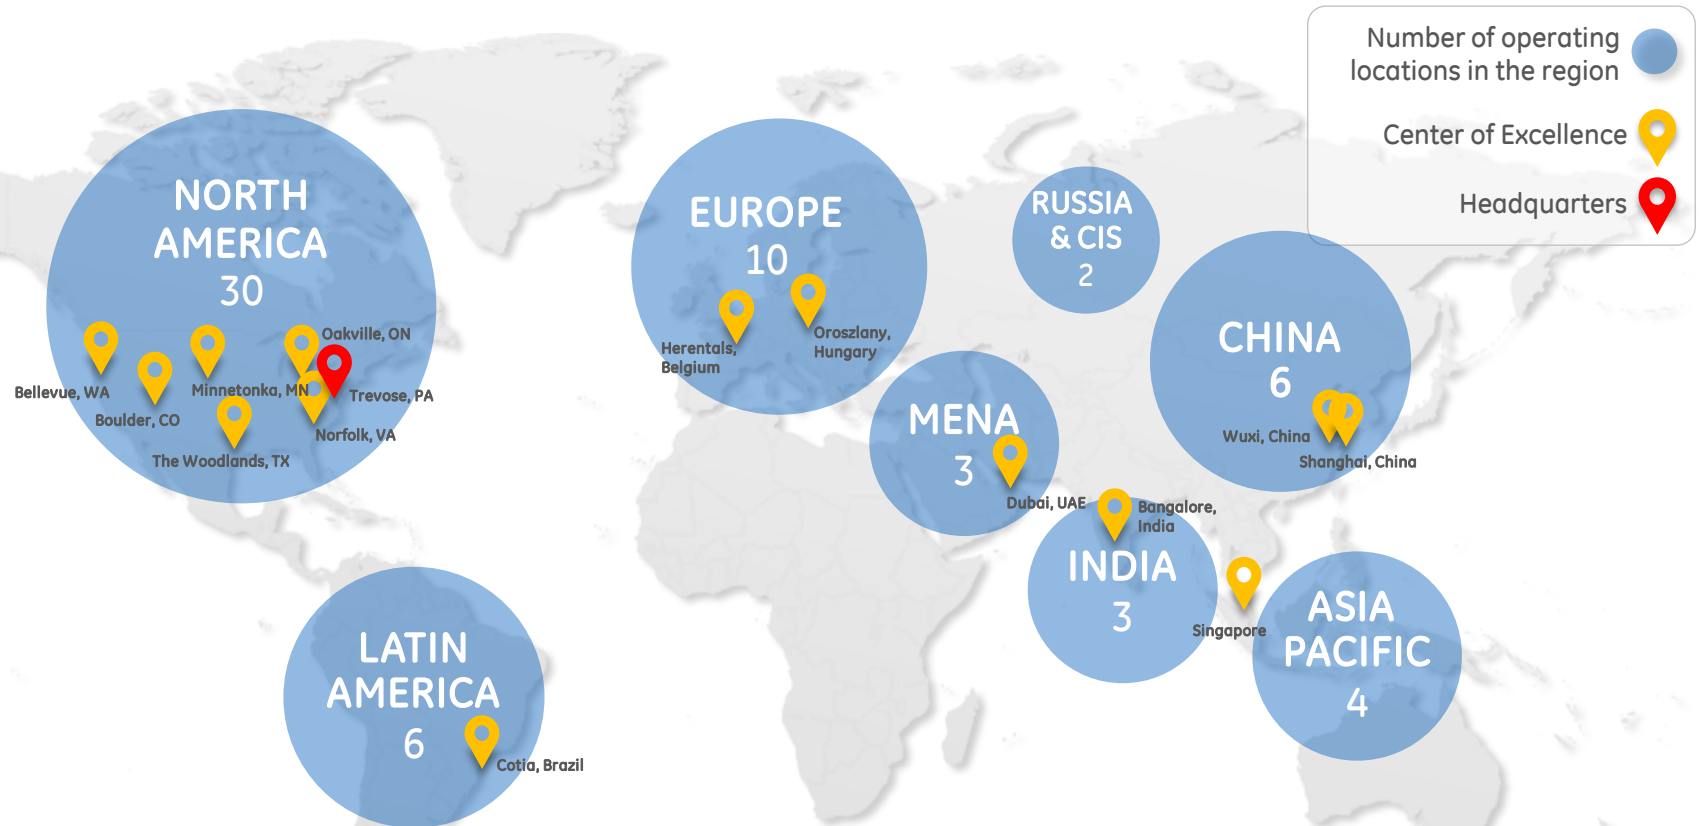 Number of operating
locations in the region
Center of Excellence
Headquarters
NORTH
AMERICA
30
Oakville, ON
Bellevue, WA
Minnetonka, MN
Trevose, PA
Boulder, CO
Norfolk, VA
The Woodlands, TX
EUROPE
10
Herentals,
Belgium
Oroszlany,
Hungary
RUSSIA
& CIS
2
CHINA
6
Wuxi, China
Shanghai, China
MENA
3
Dubai, UAE
Bangalore,
India
INDIA
3
Singapore
ASIA
PACIFIC
4
LATIN
AMERICA
6
Cotia, Brazil